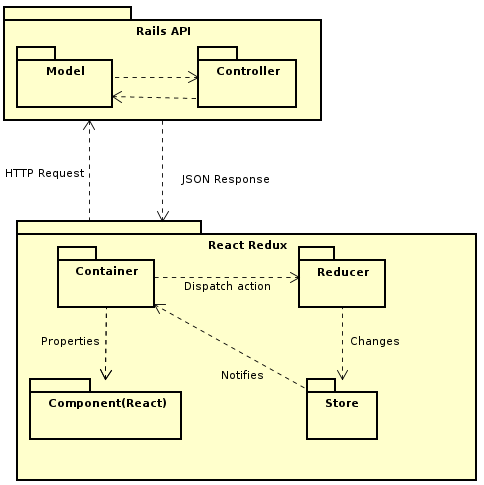 Rails API
Model
Controller
HTTP Request
JSON Response
React Redux
Container
Reducer
Dispatch action
Properties
Changes
Notifies
Component(React)
Store